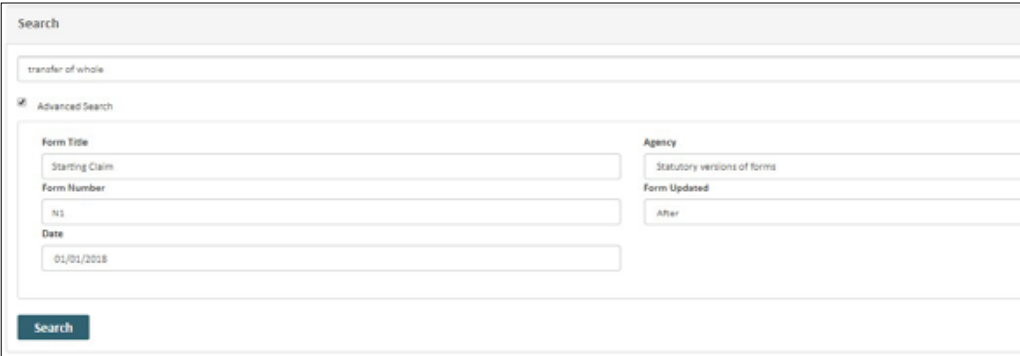 Search
transfer of whole
Advanced Search
Form Title
Starting Claim
Agency
Statutory versions of forms
Form Number
N1
Form Updated
After
Date
01/01/2018
Search